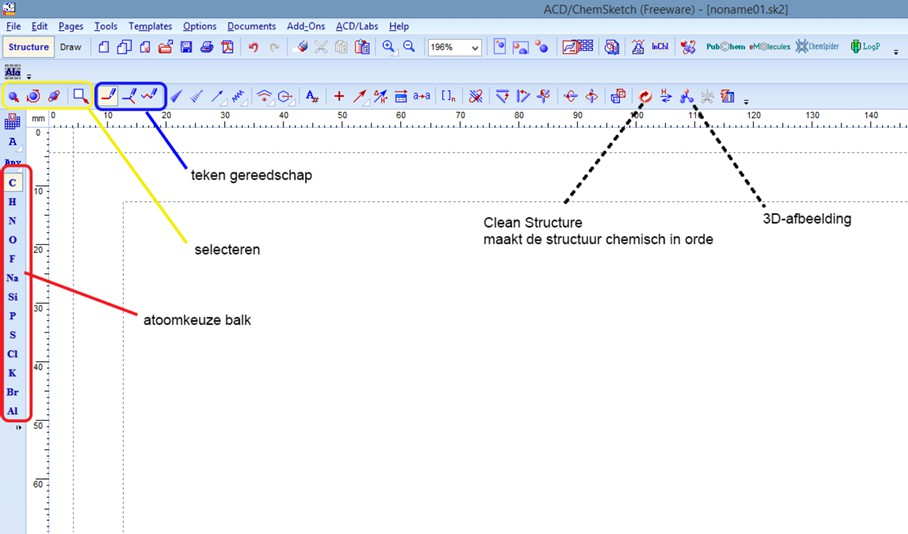 ACD/ChemSketch (Freeware) - [noname01.sk2]
File Edit Pages Tools Templates Options Documents Add-Ons ACD/Labs Help
Structure Draw 196% InChI PubChem eMolecules ChemSpider LogP
Ala
A a→a [ ]n H
mm 0 10 20 30 40 50 60 70 80 90 100 110 120 130 140
0
A
C
10
H
N
O
20
F
Na
Si
30
P
S
Cl
40
K
Br
Al
50
60
teken gereedschap
selecteren
atoomkeuze balk
Clean Structure
maakt de structuur chemisch in orde
3D-afbeelding